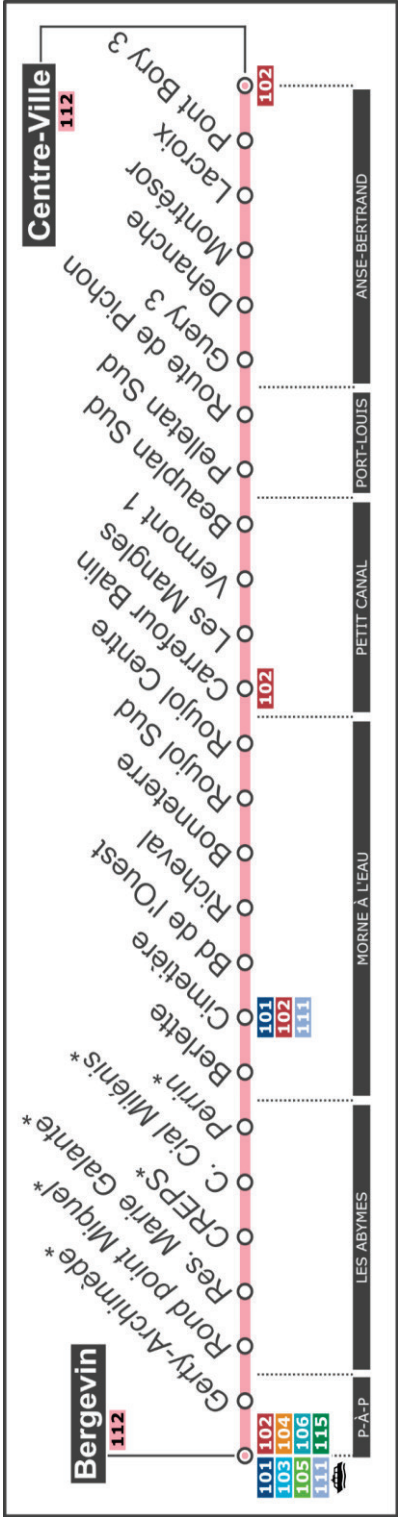 Bergevin
112
Gerty-Archimède*
Rond point Miquel*
Res. Marie Galante*
CREPS*
C. Cial Millénis*
Perrin*
Berlette
Cimetière
Bd de l'Ouest
Richeval
Bonneterre
Roujol Sud
Roujol Centre
Carrefour Balin
Les Mangles
Vermont 1
Beauplan Sud
Pelletan Sud
Route de Pichon
Guery 3
Dehanche
Montrésor
Lacroix
Pont Bory 3
Centre-Ville
112
101 102
103 104
105 106
111 115
101
102
111
102
102
P-À-P
LES ABYMES
MORNE À L'EAU
PETIT CANAL
PORT-LOUIS
ANSE-BERTRAND